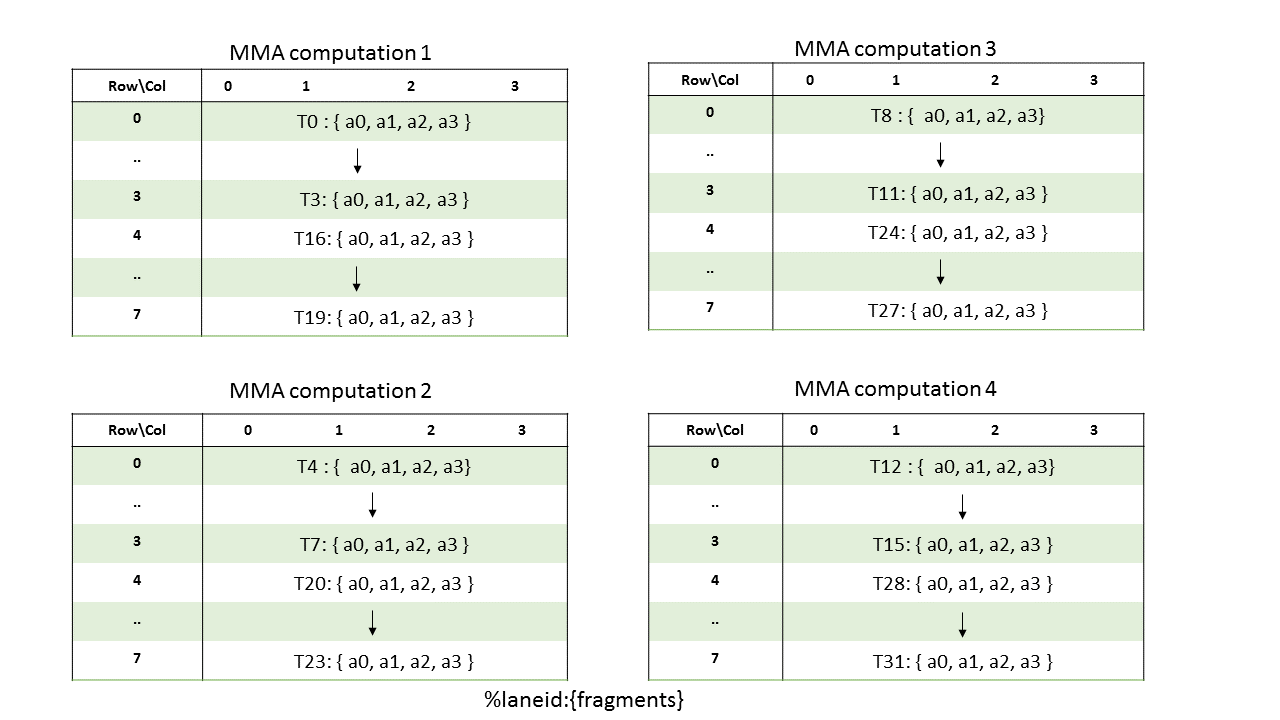 MMA computation 1
Row\Col 0 1 2 3
0 T0 : { a0, a1, a2, a3 }
..
3 T3: { a0, a1, a2, a3 }
4 T16: { a0, a1, a2, a3 }
..
7 T19: { a0, a1, a2, a3 }
MMA computation 3
Row\Col 0 1 2 3
0 T8 : { a0, a1, a2, a3}
..
3 T11: { a0, a1, a2, a3 }
4 T24: { a0, a1, a2, a3 }
..
7 T27: { a0, a1, a2, a3 }
MMA computation 2
Row\Col 0 1 2 3
0 T4 : { a0, a1, a2, a3}
..
3 T7: { a0, a1, a2, a3 }
4 T20: { a0, a1, a2, a3 }
..
7 T23: { a0, a1, a2, a3 }
MMA computation 4
Row\Col 0 1 2 3
0 T12 : { a0, a1, a2, a3}
..
3 T15: { a0, a1, a2, a3 }
4 T28: { a0, a1, a2, a3 }
..
7 T31: { a0, a1, a2, a3 }
%laneid:{fragments}